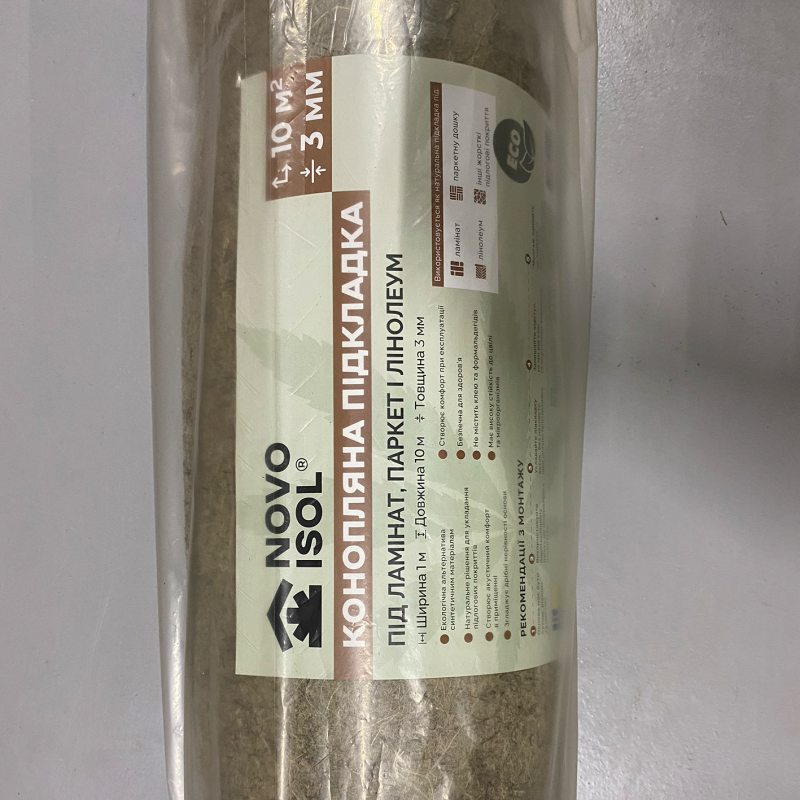 NOVO
ISOL®
10 м²
3 мм
КОНОПЛЯНА ПІДКЛАДКА
ПІД ЛАМІНАТ, ПАРКЕТ І ЛІНОЛЕУМ
Ширина 1 м Довжина 10 м Товщина 3 мм
Екологічна альтернатива
синтетичним матеріалам
Натуральне рішення для укладання
підлогових покриттів
Створює акустичний комфорт
в приміщенні
Згладжує дрібні нерівності основи
Створює комфорт при експлуатації
Безпечна для здоров'я
Не містить клею та формальдегідів
Має високу стійкість до цвілі
та мікроорганізмів
Використовується як натуральна підкладка під:
ламінат
паркетну дошку
лінолеум
інші жорсткі
підлогові покриття
ECO
РЕКОМЕНДАЦІЇ З МОНТАЖУ